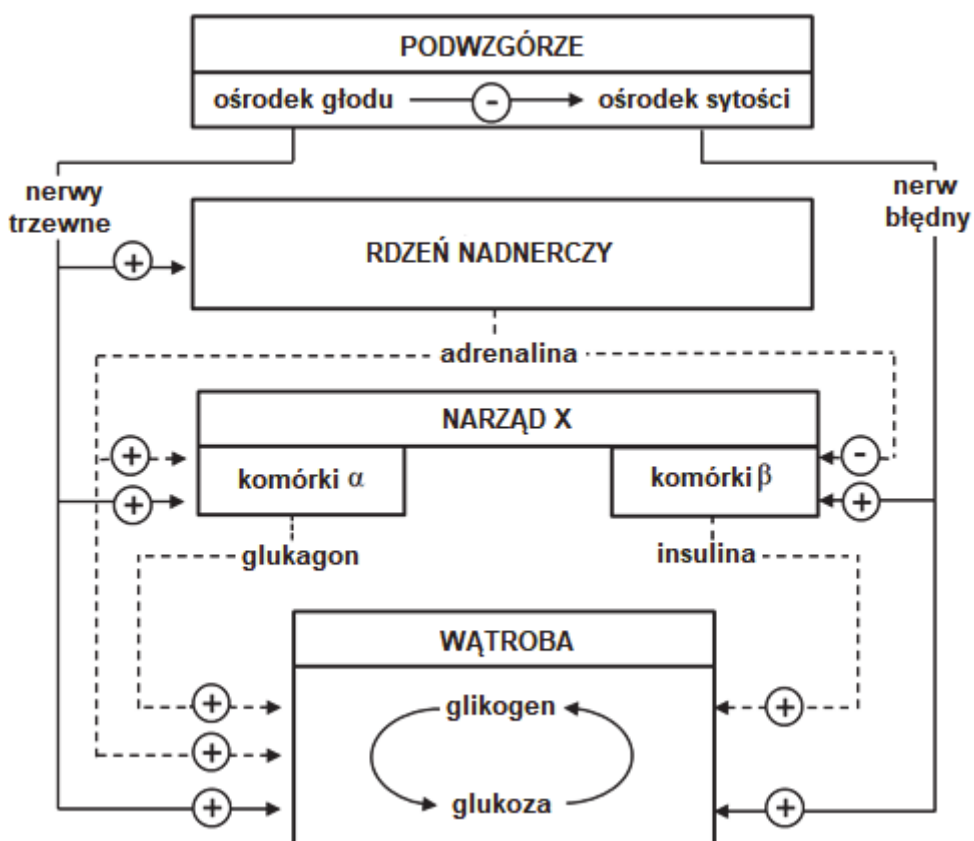 PODWZGÓRZE
ośrodek głodu - ośrodek sytości
nerwy
trzewne
nerw
błędny
+
RDZEŃ NADNERCZY
adrenalina
NARZĄD X
+
-
komórki α
komórki β
+
+
glukagon
insulina
WĄTROBA
+
glikogen
+
+
glukoza
+
+